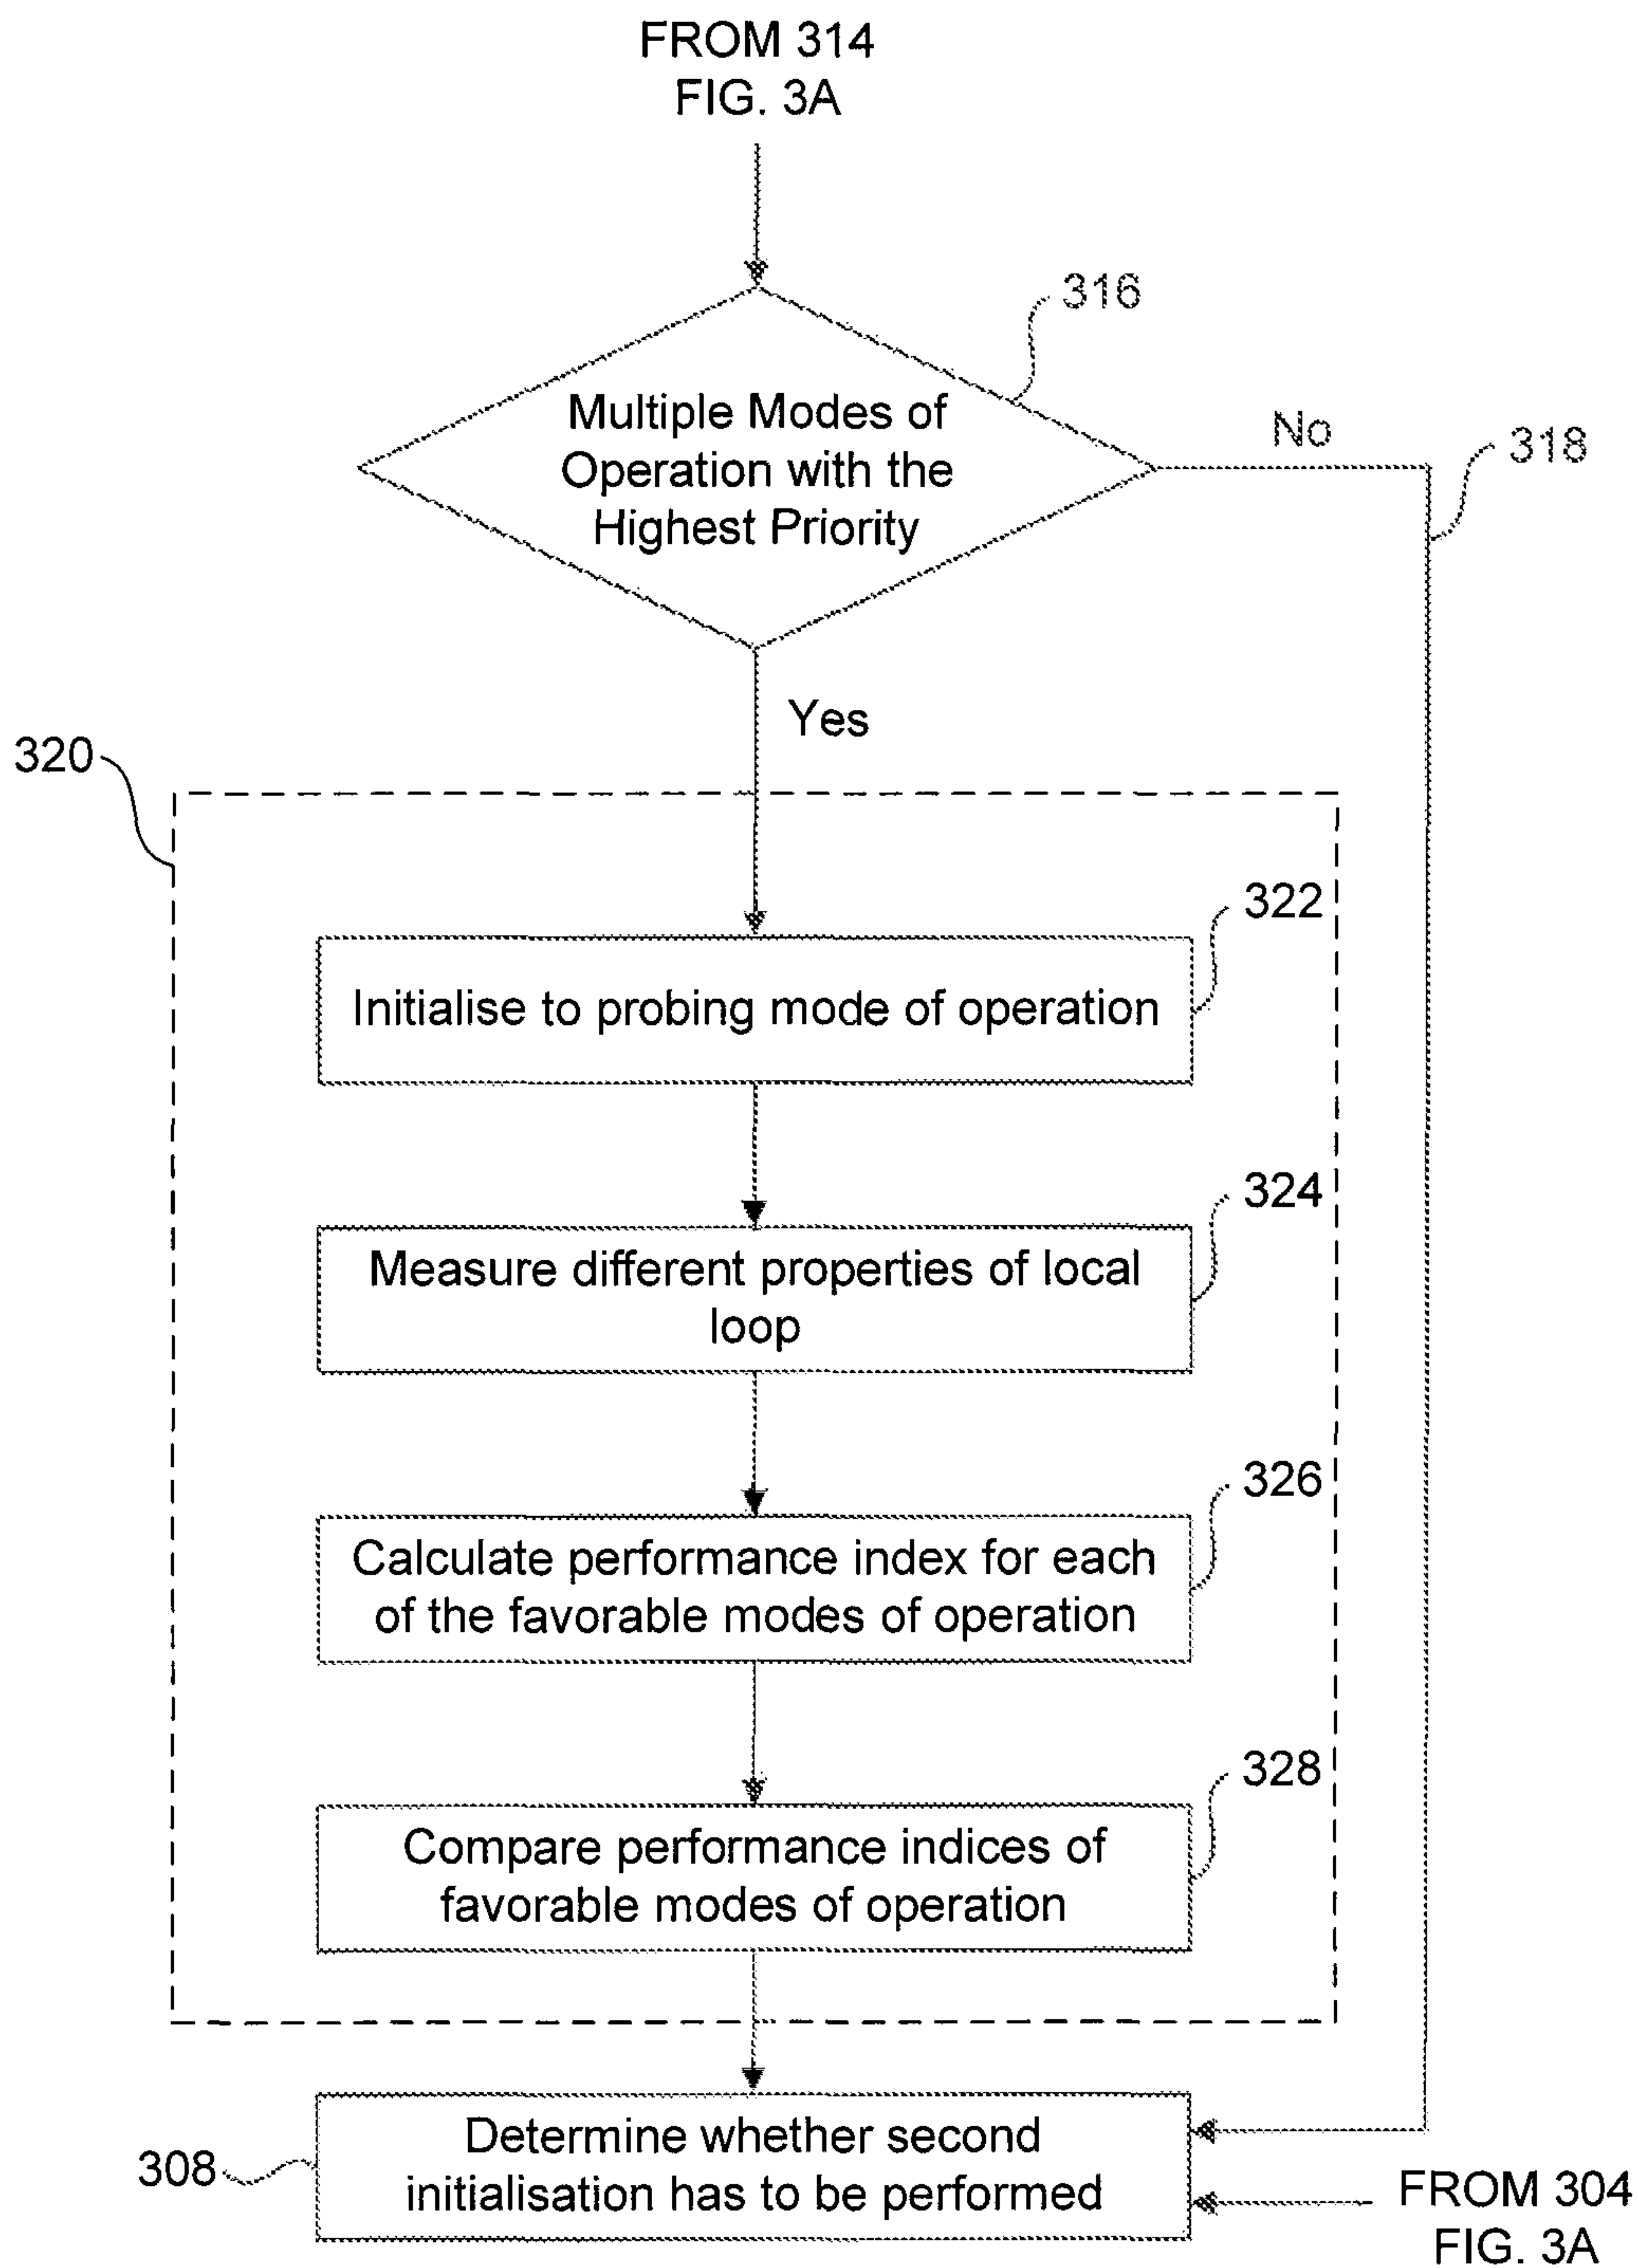 FROM 314
FIG. 3A
316
Multiple Modes of
Operation with the
Highest Priority
No
318
Yes
320
322
Initialise to probing mode of operation
324
Measure different properties of local
loop
326
Calculate performance index for each
of the favorable modes of operation
328
Compare performance indices of
favorable modes of operation
Determine whether second
initialisation has to be performed
308
FROM 304
FIG. 3A